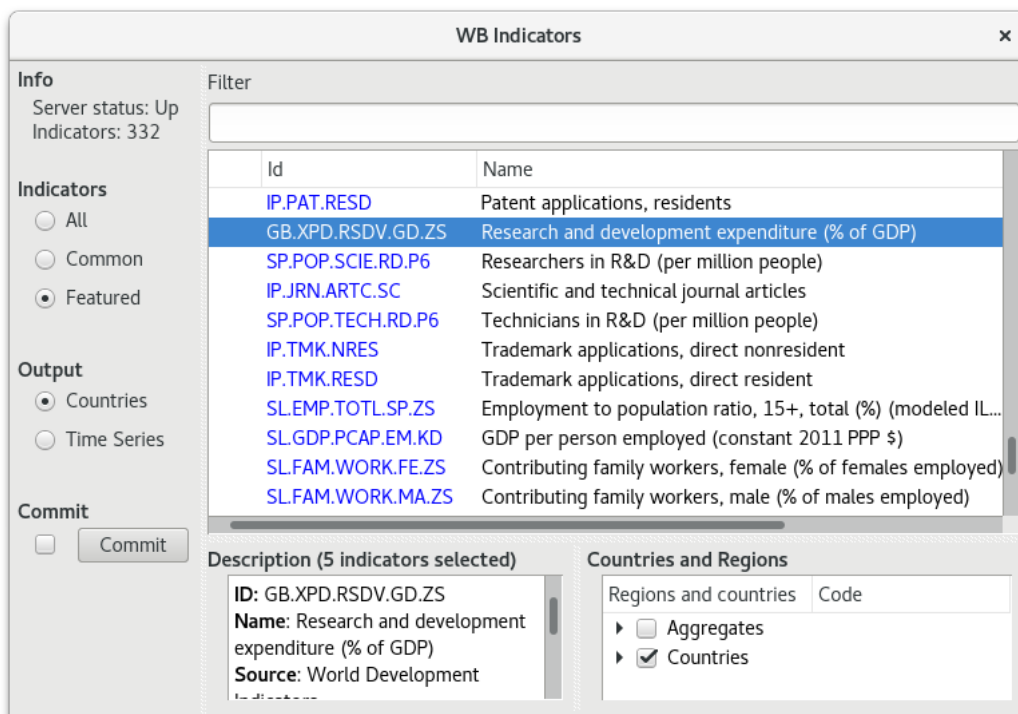 WB Indicators
Info
Server status: Up
Indicators: 332
Indicators
All
Common
Featured
Output
Countries
Time Series
Commit
Commit
Filter
Id Name
IP.PAT.RESD Patent applications, residents
GB.XPD.RSDV.GD.ZS Research and development expenditure (% of GDP)
SP.POP.SCIE.RD.P6 Researchers in R&D (per million people)
IP.JRN.ARTC.SC Scientific and technical journal articles
SP.POP.TECH.RD.P6 Technicians in R&D (per million people)
IP.TMK.NRES Trademark applications, direct nonresident
IP.TMK.RESD Trademark applications, direct resident
SL.EMP.TOTL.SP.ZS Employment to population ratio, 15+, total (%) (modeled IL...
SL.GDP.PCAP.EM.KD GDP per person employed (constant 2011 PPP $)
SL.FAM.WORK.FE.ZS Contributing family workers, female (% of females employed)
SL.FAM.WORK.MA.ZS Contributing family workers, male (% of males employed)
Description (5 indicators selected)
ID: GB.XPD.RSDV.GD.ZS
Name: Research and development
expenditure (% of GDP)
Source: World Development
Countries and Regions
Regions and countries Code
Aggregates
Countries